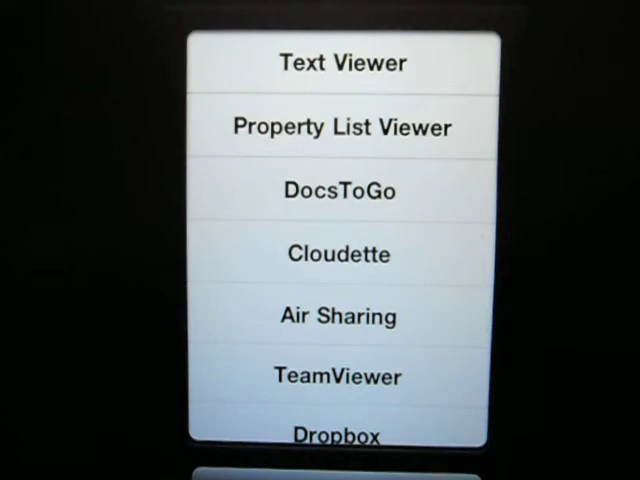 Text Viewer
Property List Viewer
DocsToGo
Cloudette
Air Sharing
TeamViewer
Dropbox